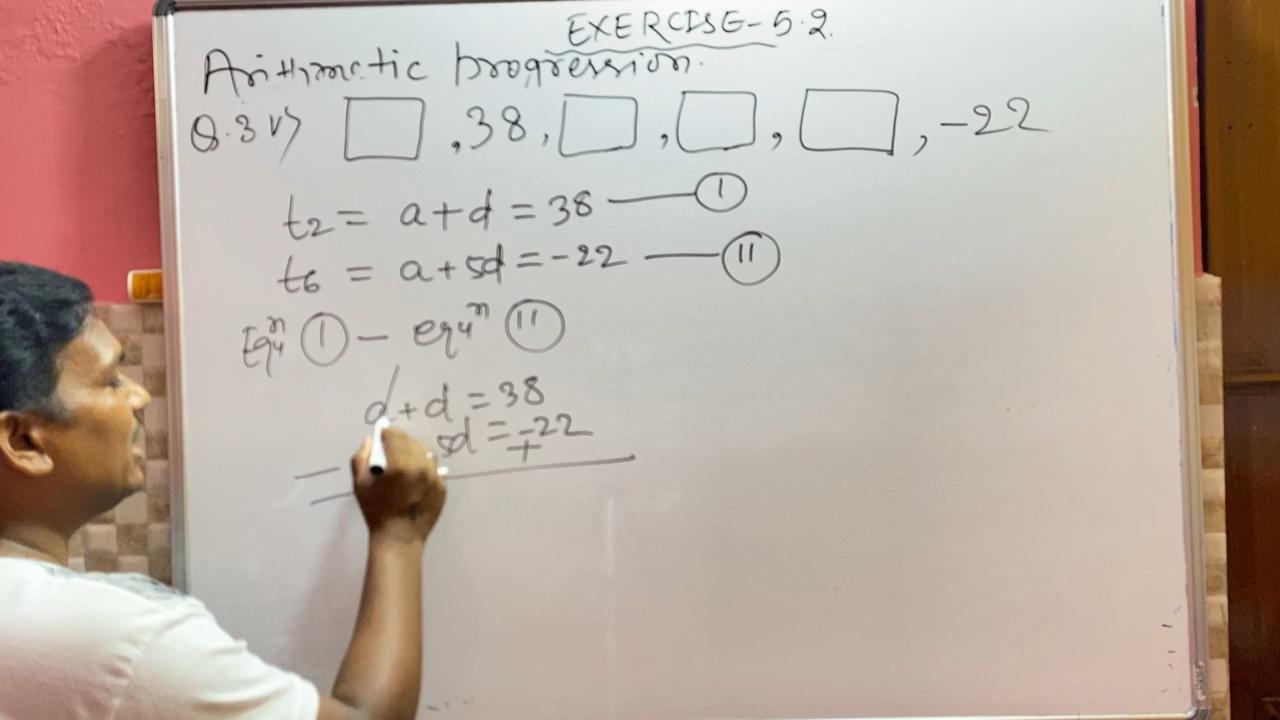 EXERCISE-5.2.
Arithmetic progression.
Q.3 v) □ , 38, □ , □ , □ , -22
t2 = a+d = 38 — I
t6 = a+5d = -22 — II
Eqⁿ I — eqⁿ II
+d = 38
5d = -22
+